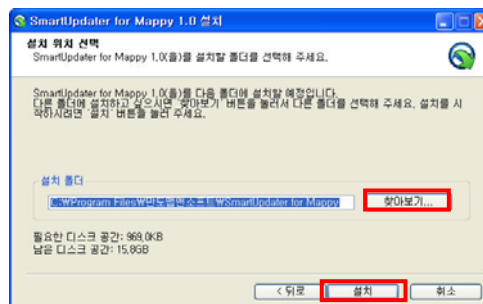 SmartUpdater for Mappy 1.0 설치
설치 위치 선택
SmartUpdater for Mappy 1.0(을)를 설치할 폴더를 선택해 주세요.
SmartUpdater for Mappy 1.0(을)를 다음 폴더에 설치할 예정입니다.
다른 폴더에 설치하고 싶으시면 '찾아보기' 버튼을 눌러서 다른 폴더를 선택해 주세요. 설치를 시
작하시려면 '설치' 버튼을 눌러 주세요.
설치 폴더
C:₩Program Files₩만도맵앤소프트₩SmartUpdater for Mappy
찾아보기...
필요한 디스크 공간: 969.0KB
남은 디스크 공간: 15.8GB
< 뒤로
설치
취소